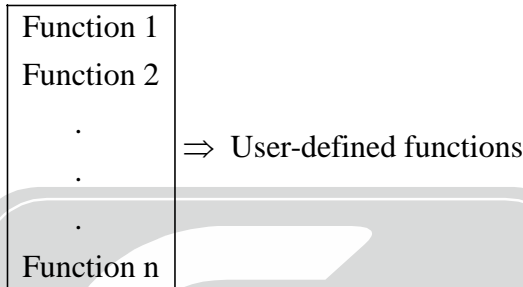 Function 1
Function 2
.
.
⇒ User-defined functions
.
Function n